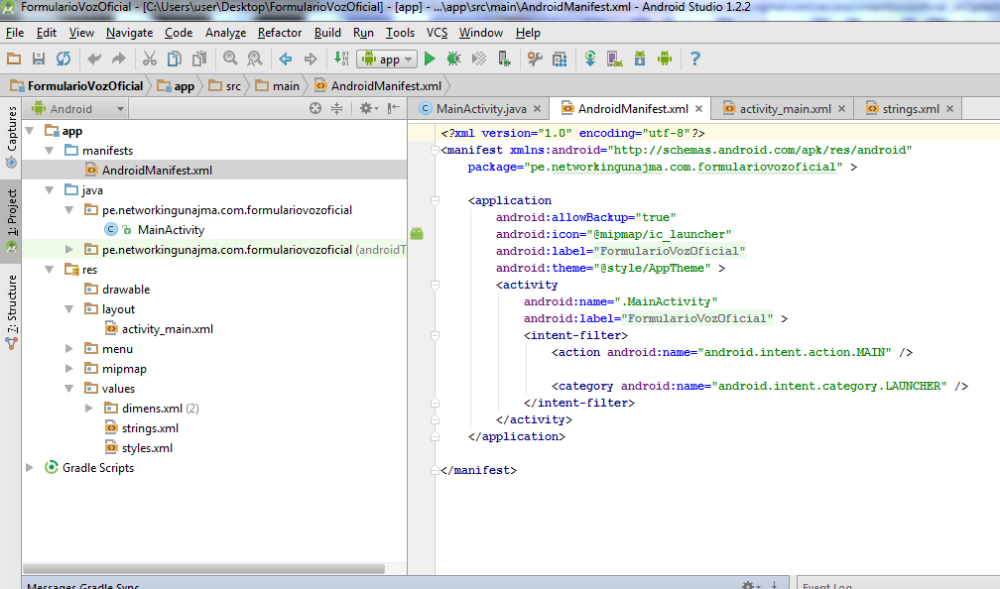 FormularioVozOficial - [C:\Users\user\Desktop\FormularioVozOficial] - [app] - ...\app\src\main\AndroidManifest.xml - Android Studio 1.2.2
File Edit View Navigate Code Analyze Refactor Build Run Tools VCS Window Help
app
FormularioVozOficial app src main AndroidManifest.xml
Android
MainActivity.java AndroidManifest.xml activity_main.xml strings.xml
Captures
1: Project
7: Structure
app
manifests
AndroidManifest.xml
java
pe.networkingunajma.com.formulariovozoficial
MainActivity
pe.networkingunajma.com.formulariovozoficial (androidT
res
drawable
layout
activity_main.xml
menu
mipmap
values
dimens.xml (2)
strings.xml
styles.xml
Gradle Scripts
<?xml version="1.0" encoding="utf-8"?>
<manifest xmlns:android="http://schemas.android.com/apk/res/android"
package="pe.networkingunajma.com.formulariovozoficial" >
<application
android:allowBackup="true"
android:icon="@mipmap/ic_launcher"
android:label="FormularioVozOficial"
android:theme="@style/AppTheme" >
<activity
android:name=".MainActivity"
android:label="FormularioVozOficial" >
<intent-filter>
<action android:name="android.intent.action.MAIN" />
<category android:name="android.intent.category.LAUNCHER" />
</intent-filter>
</activity>
</application>
</manifest>
Messages Gradle Sync
Event Log